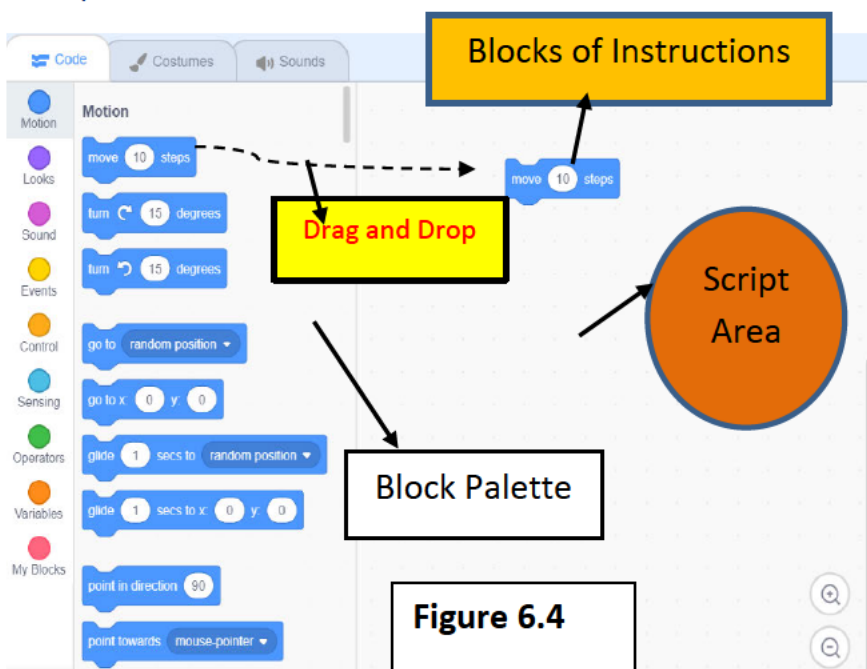 Code
Costumes
Sounds
Blocks of Instructions
Motion
Looks
Sound
Events
Control
Sensing
Operators
Variables
My Blocks
Motion
move 10 steps
turn 15 degrees
turn 15 degrees
go to random position
go to x: 0 y: 0
glide 1 secs to random position
glide 1 secs to x: 0 y: 0
point in direction 90
point towards mouse-pointer
move 10 steps
Drag and Drop
Script
Area
Block Palette
Figure 6.4